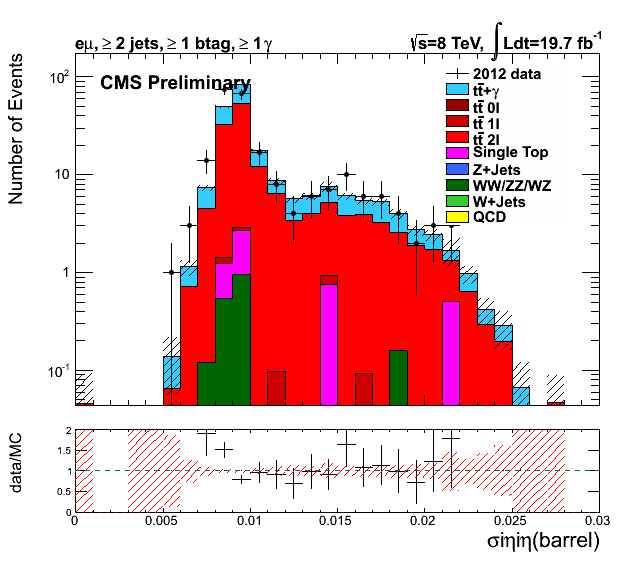 eμ, ≥ 2 jets, ≥ 1 btag, ≥ 1γ
√s=8 TeV, ∫Ldt=19.7 fb⁻¹
CMS Preliminary
2012 data
tt̄+γ
tt̄ 0l
tt̄ 1l
tt̄ 2l
Single Top
Z+Jets
WW/ZZ/WZ
W+Jets
QCD
Number of Events
10²
10
1
10⁻¹
data/MC
2
1.5
1
0.5
0
0 0.005 0.01 0.015 0.02 0.025 0.03
σiηiη(barrel)